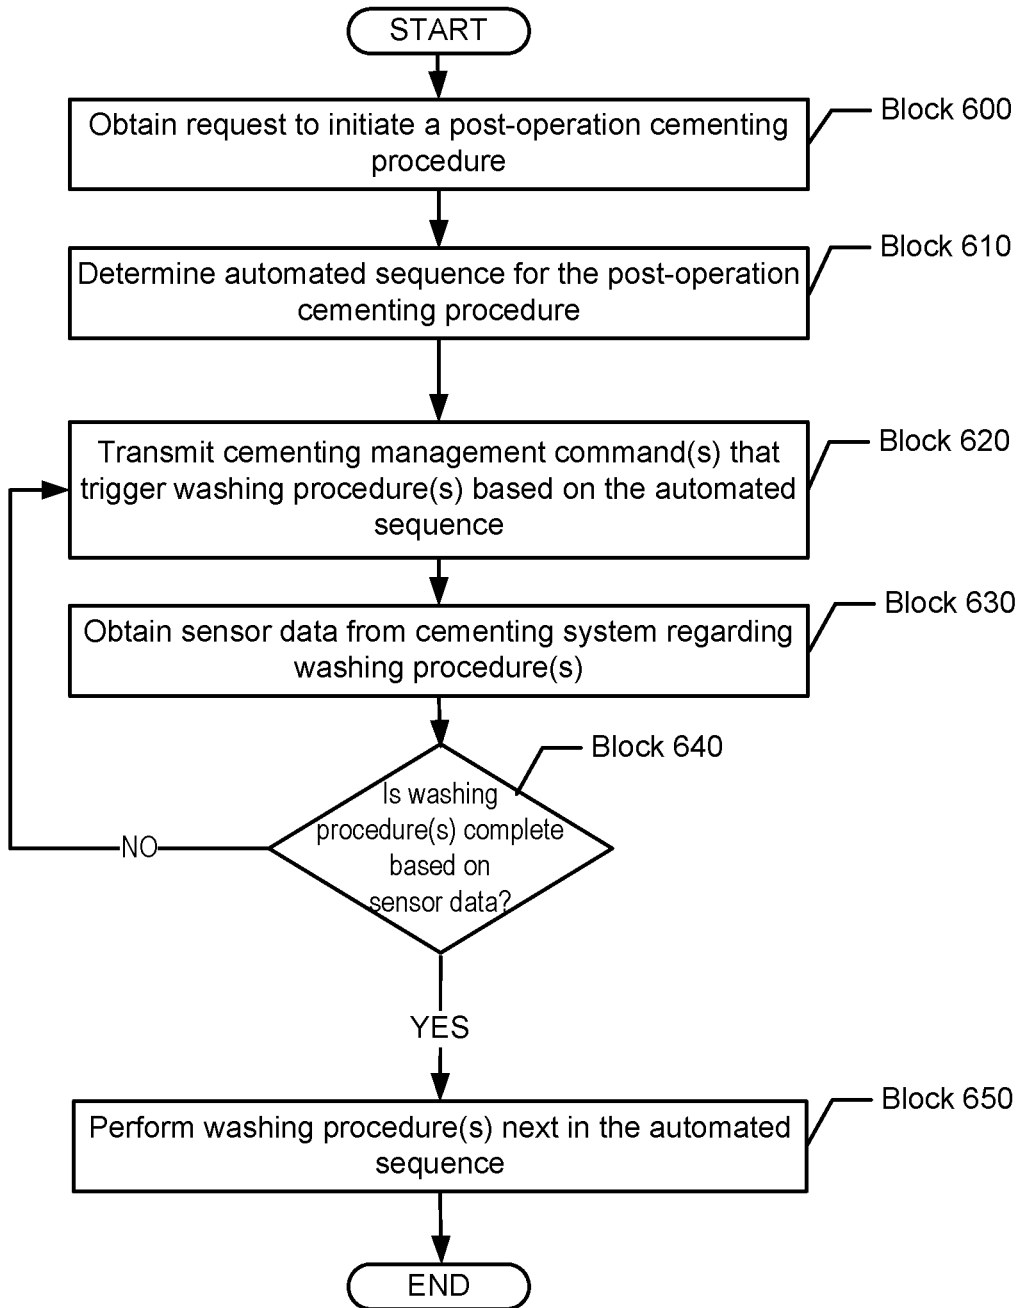 START
Block 600
Obtain request to initiate a post-operation cementing
procedure
Block 610
Determine automated sequence for the post-operation
cementing procedure
Block 620
Transmit cementing management command(s) that
trigger washing procedure(s) based on the automated
sequence
Block 630
Obtain sensor data from cementing system regarding
washing procedure(s)
Block 640
Is washing
procedure(s) complete
based on
sensor data?
NO
YES
Block 650
Perform washing procedure(s) next in the automated
sequence
END